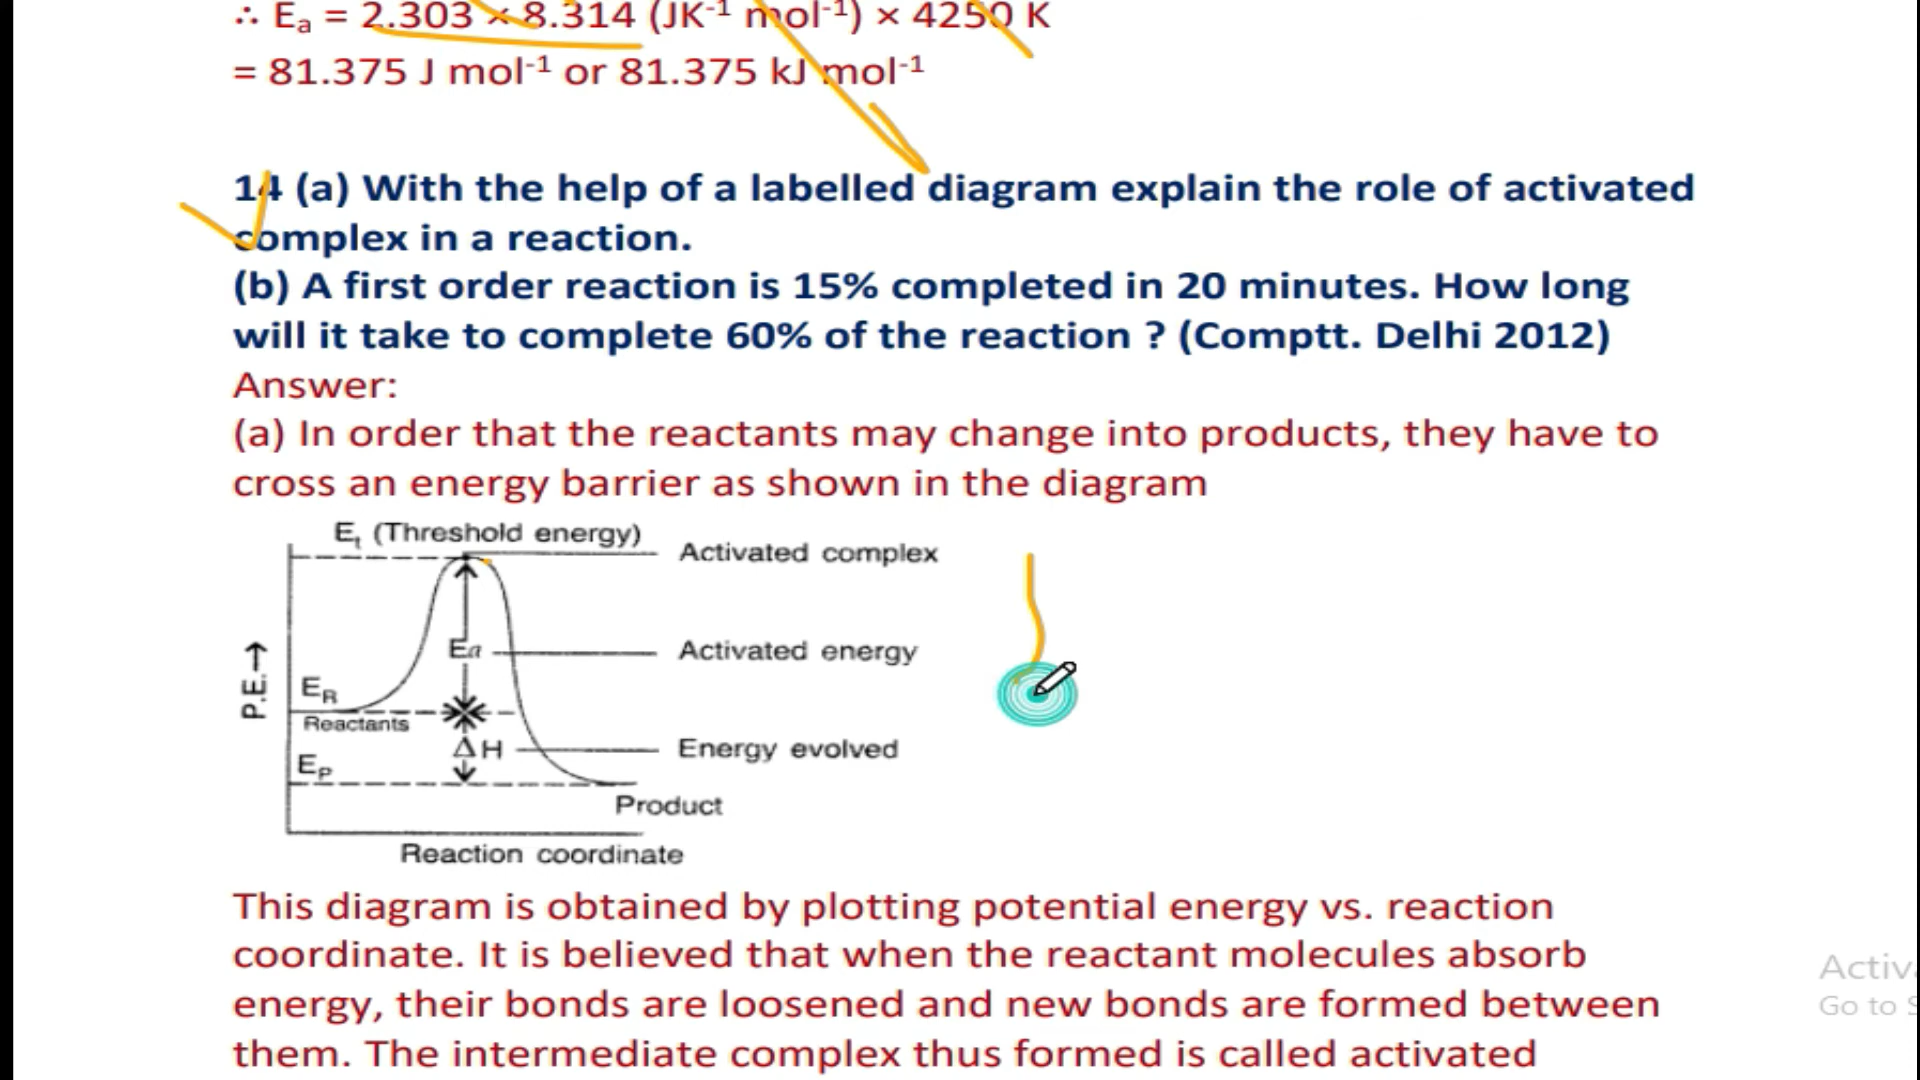 ∴ Eₐ = 2.303 × 8.314 (JK⁻¹ mol⁻¹) × 4250 K
= 81.375 J mol⁻¹ or 81.375 kJ mol⁻¹
14 (a) With the help of a labelled diagram explain the role of activated
complex in a reaction.
(b) A first order reaction is 15% completed in 20 minutes. How long
will it take to complete 60% of the reaction ? (Comptt. Delhi 2012)
Answer:
(a) In order that the reactants may change into products, they have to
cross an energy barrier as shown in the diagram
Eₜ (Threshold energy)
Activated complex
Ea
Activated energy
P.E.→
E_R
Reactants
ΔH
Energy evolved
E_P
Product
Reaction coordinate
This diagram is obtained by plotting potential energy vs. reaction
coordinate. It is believed that when the reactant molecules absorb
energy, their bonds are loosened and new bonds are formed between
them. The intermediate complex thus formed is called activated
Activ
Go to S